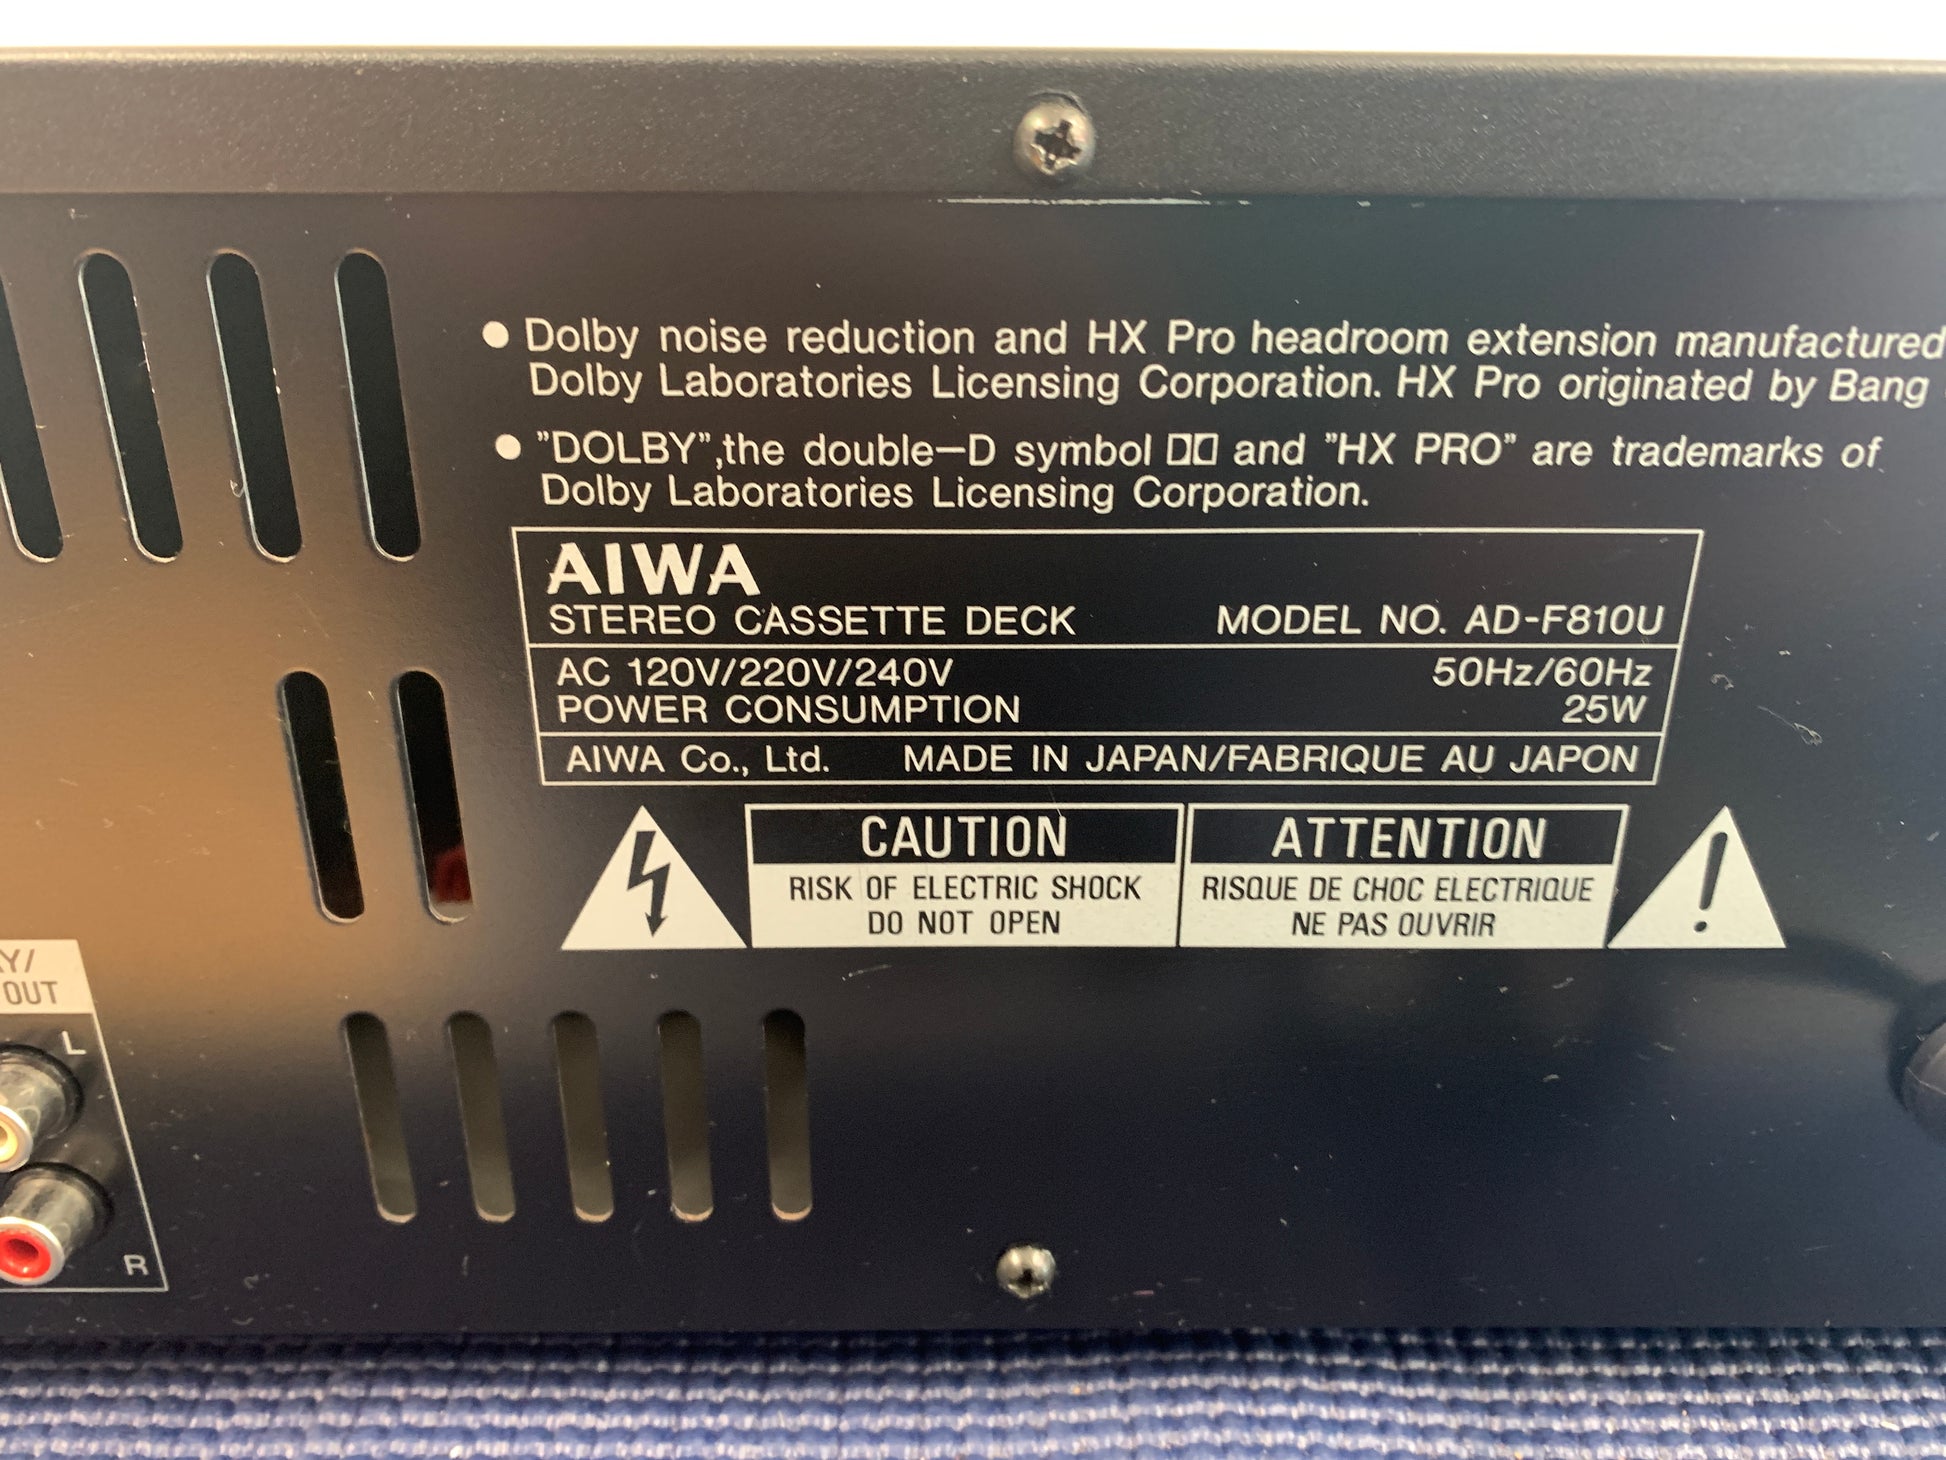 ● Dolby noise reduction and HX Pro headroom extension manufactured
Dolby Laboratories Licensing Corporation. HX Pro originated by Bang
● "DOLBY",the double-D symbol and "HX PRO" are trademarks of
Dolby Laboratories Licensing Corporation.
AIWA
STEREO CASSETTE DECK MODEL NO. AD-F810U
AC 120V/220V/240V 50Hz/60Hz
POWER CONSUMPTION 25W
AIWA Co., Ltd. MADE IN JAPAN/FABRIQUE AU JAPON
CAUTION
RISK OF ELECTRIC SHOCK
DO NOT OPEN
ATTENTION
RISQUE DE CHOC ELECTRIQUE
NE PAS OUVRIR
OUT
L
R